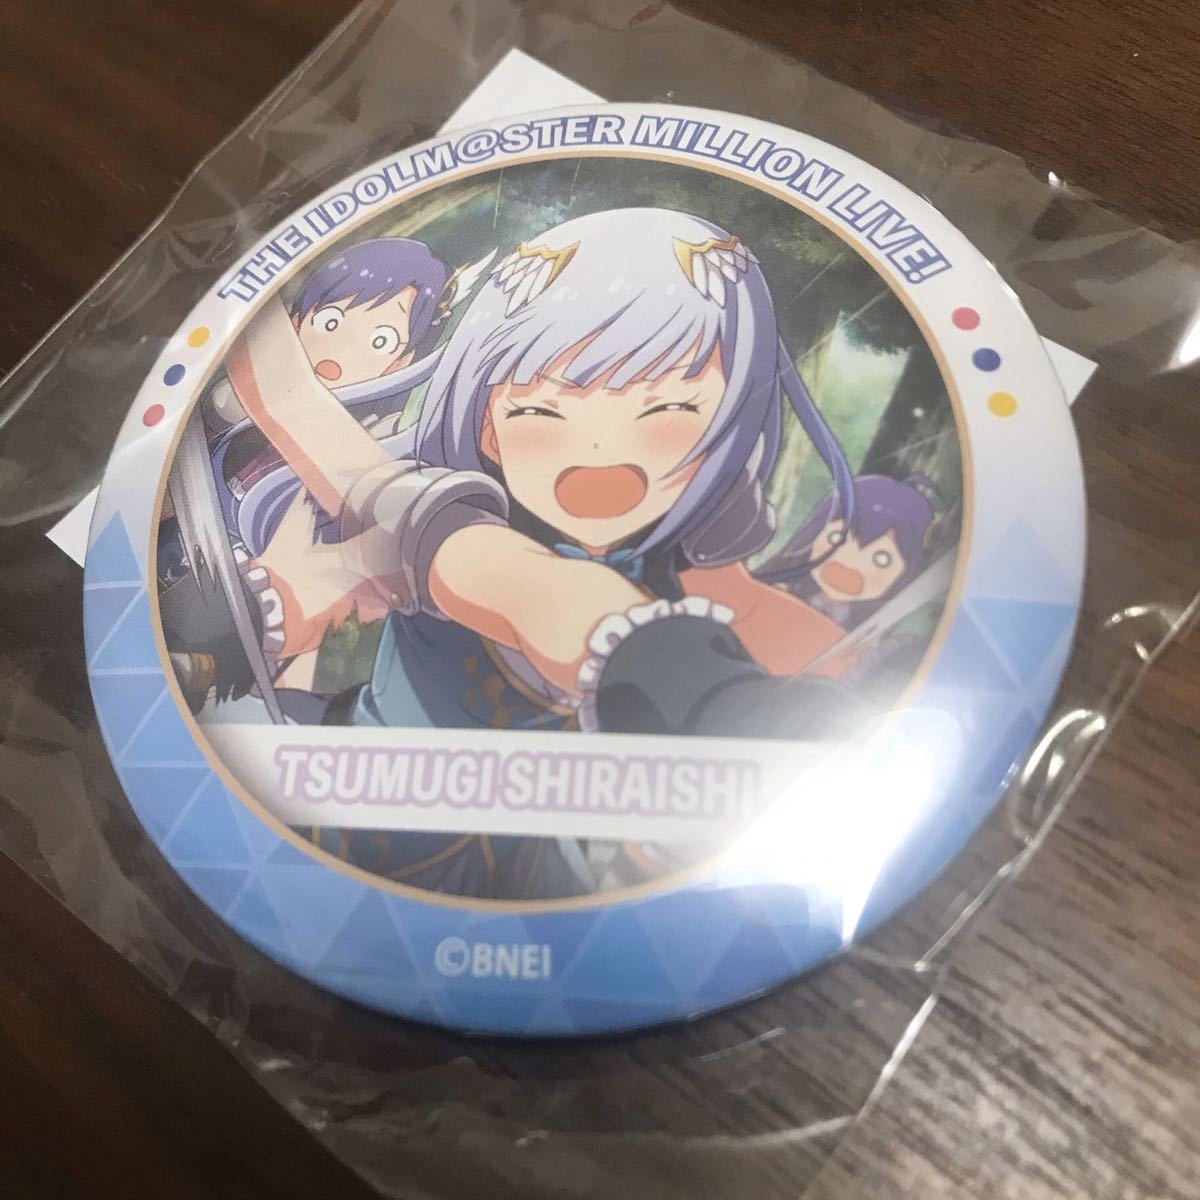 THE IDOLM@STER MILLION LIVE!
TSUMUGI SHIRAISHI
©BNEI